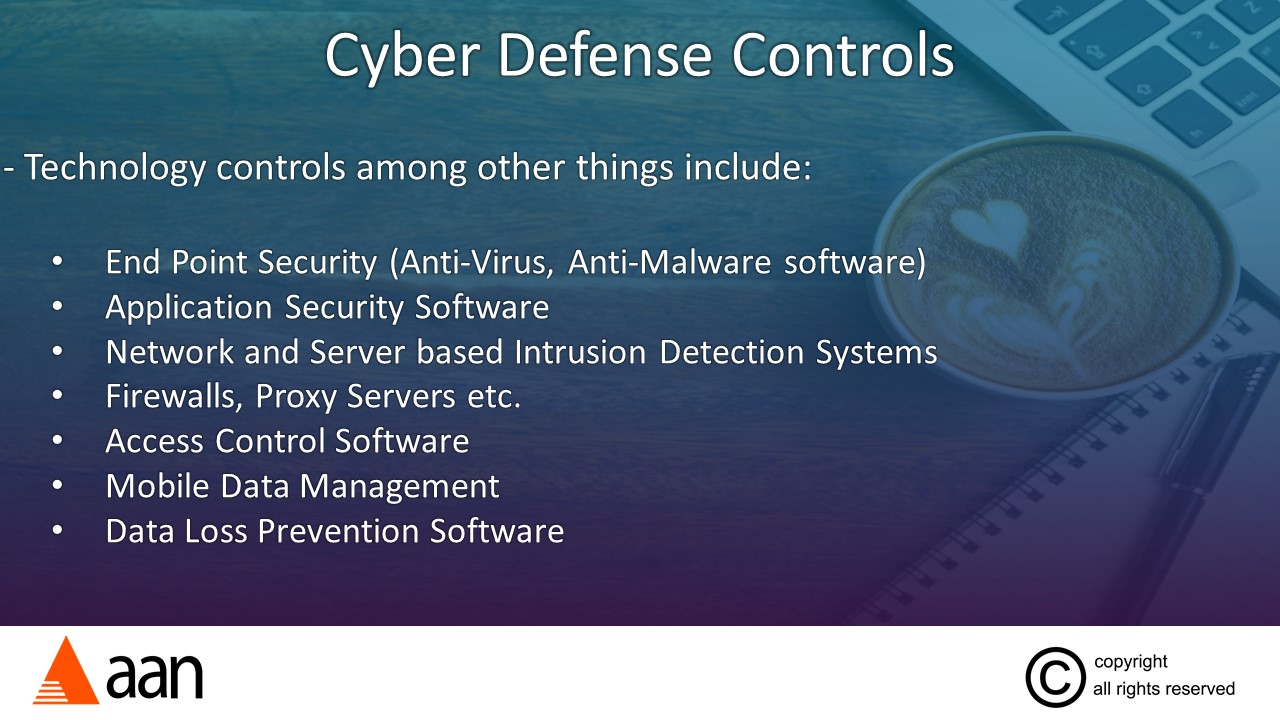 Cyber Defense Controls
- Technology controls among other things include:
• End Point Security (Anti-Virus, Anti-Malware software)
• Application Security Software
• Network and Server based Intrusion Detection Systems
• Firewalls, Proxy Servers etc.
• Access Control Software
• Mobile Data Management
• Data Loss Prevention Software
aan
© copyright
all rights reserved